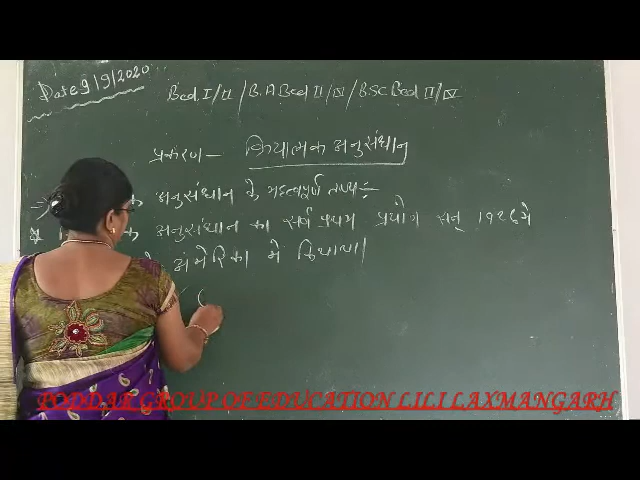 Date 9/9/2020
Bed I/II / B.A Bed II/IV / BSC Bed II/IV
प्रकरण — क्रियात्मक अनुसंधान
अनुसंधान के महत्वपूर्ण तथ्य :-
क अनुसंधान का सर्व प्रथम प्रयोग सन् 1926 मे
अमेरिका मे किया था।
PODDAR GROUP OF EDUCATION LILI LAXMANGARH